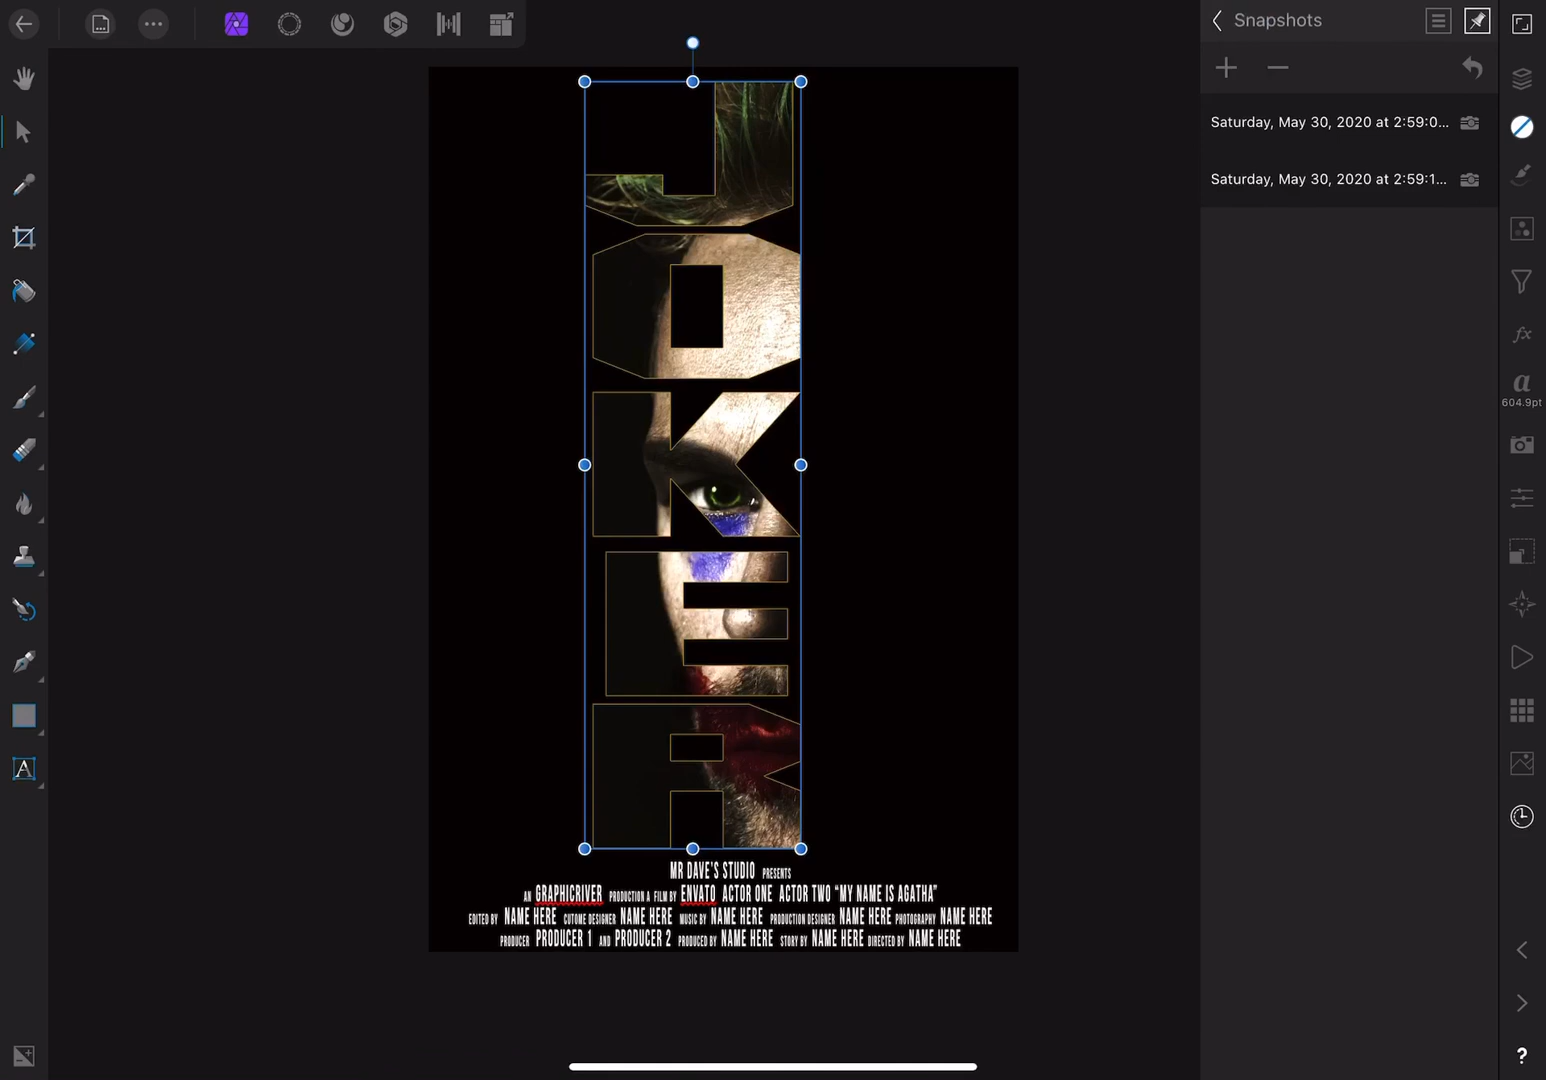 Snapshots
Saturday, May 30, 2020 at 2:59:0...
Saturday, May 30, 2020 at 2:59:1...
a
604.9pt
fx
A
?
JOKER
MR DAVE'S STUDIO PRESENTS
AN GRAPHICRIVER PRODUCTION A FILM BY ENVATO ACTOR ONE ACTOR TWO “MY NAME IS AGATHA”
EDITED BY NAME HERE CUTOME DESIGNER NAME HERE MUSIC BY NAME HERE PRODUCTION DESIGNER NAME HERE PHOTOGRAPHY NAME HERE
PRODUCER PRODUCER 1 AND PRODUCER 2 PRODUCED BY NAME HERE STORY BY NAME HERE DIRECTED BY NAME HERE